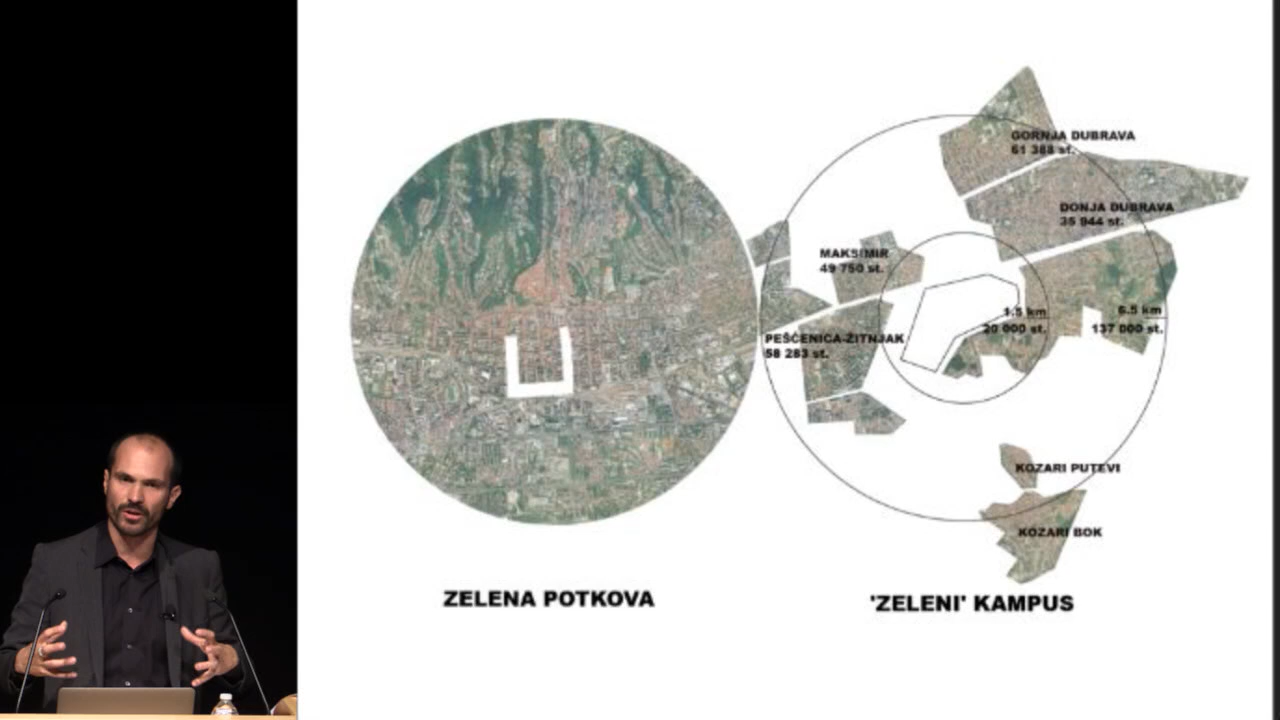 GORNJA DUBRAVA
61 388 st.
DONJA DUBRAVA
35 944 st.
MAKSIMIR
49 750 st.
1.5 km
20 000 st.
6.5 km
137 000 st.
PEŠĆENICA-ŽITNJAK
58 283 st.
KOZARI PUTEVI
KOZARI BOK
ZELENA POTKOVA
'ZELENI' KAMPUS